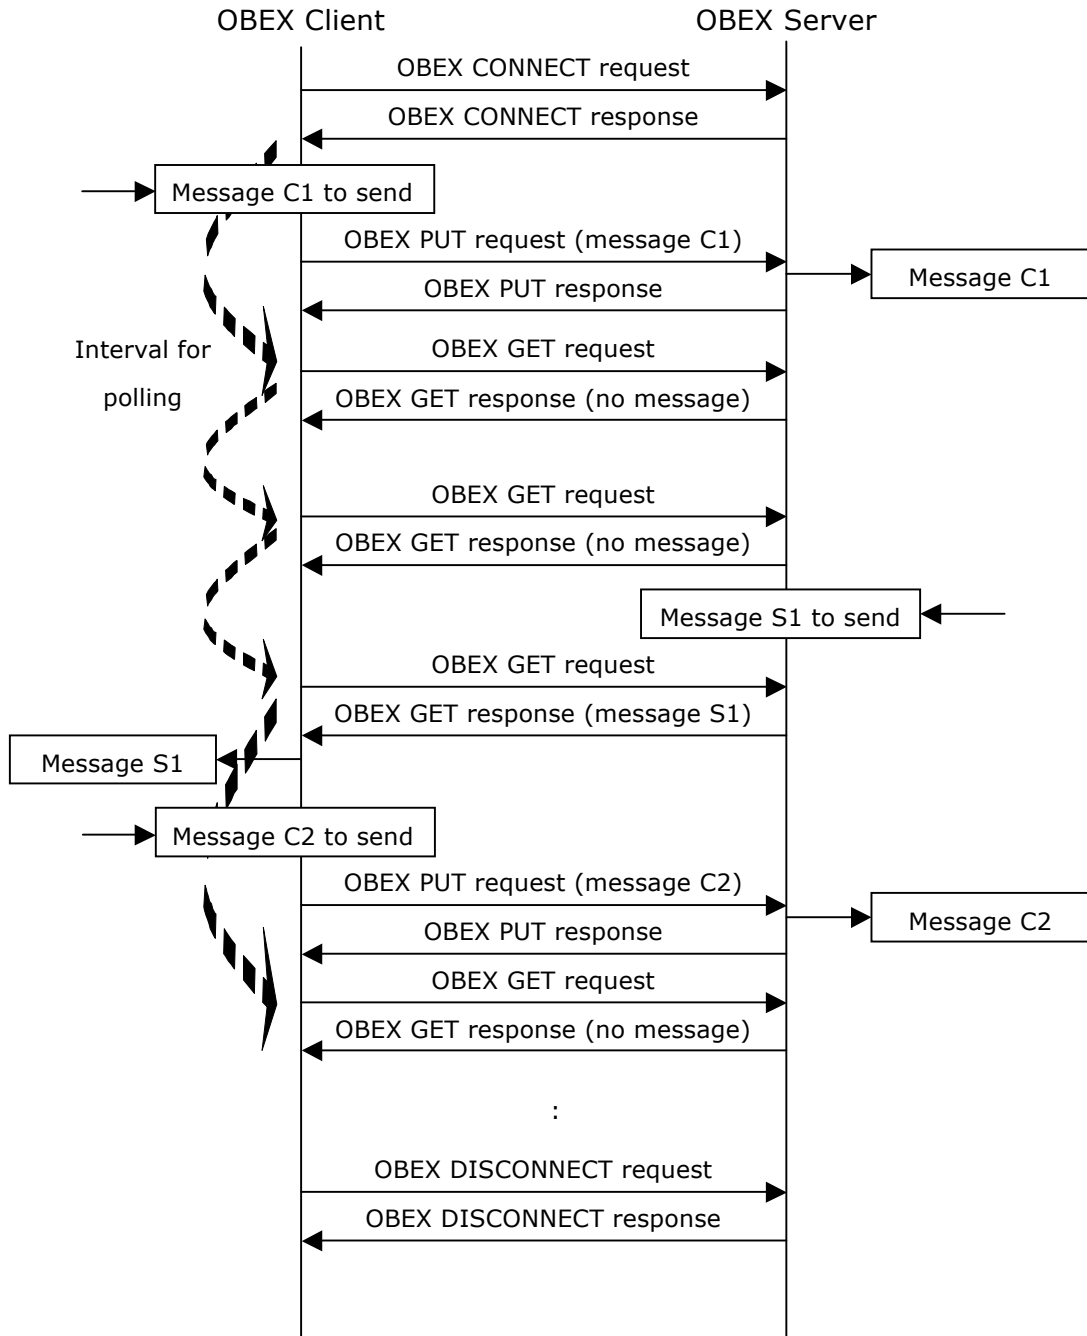 OBEX Client
OBEX Server
OBEX CONNECT request
OBEX CONNECT response
Message C1 to send
OBEX PUT request (message C1)
Message C1
OBEX PUT response
Interval for
polling
OBEX GET request
OBEX GET response (no message)
OBEX GET request
OBEX GET response (no message)
Message S1 to send
OBEX GET request
OBEX GET response (message S1)
Message S1
Message C2 to send
OBEX PUT request (message C2)
Message C2
OBEX PUT response
OBEX GET request
OBEX GET response (no message)
:
OBEX DISCONNECT request
OBEX DISCONNECT response